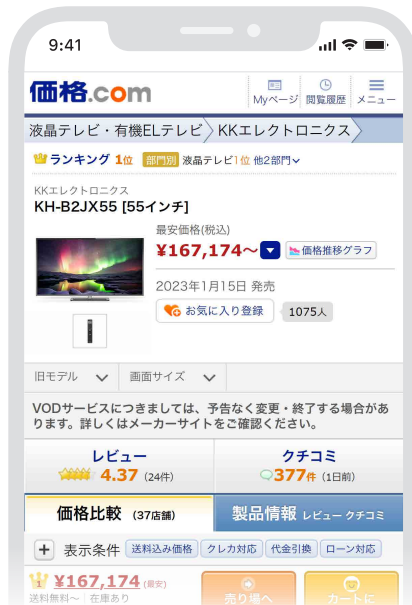 9:41
価格.com
Myページ 閲覧履歴 メニュー
液晶テレビ・有機ELテレビ KKエレクトロニクス
ランキング 1位 部門別 液晶テレビ1位 他2部門
KKエレクトロニクス
KH-B2JX55 [55インチ]
最安価格(税込)
¥167,174〜 価格推移グラフ
2023年1月15日 発売
お気に入り登録 1075人
旧モデル 画面サイズ
VODサービスにつきましては、予告なく変更・終了する場合があ
ります。詳しくはメーカーサイトをご確認ください。
レビュー クチコミ
4.37 (24件) 377件 (1日前)
価格比較 (37店舗) 製品情報 レビュー クチコミ
表示条件 送料込み価格 クレカ対応 代金引換 ローン対応
1 ¥167,174 (最安)
送料無料〜 在庫あり 売り場へ カートに